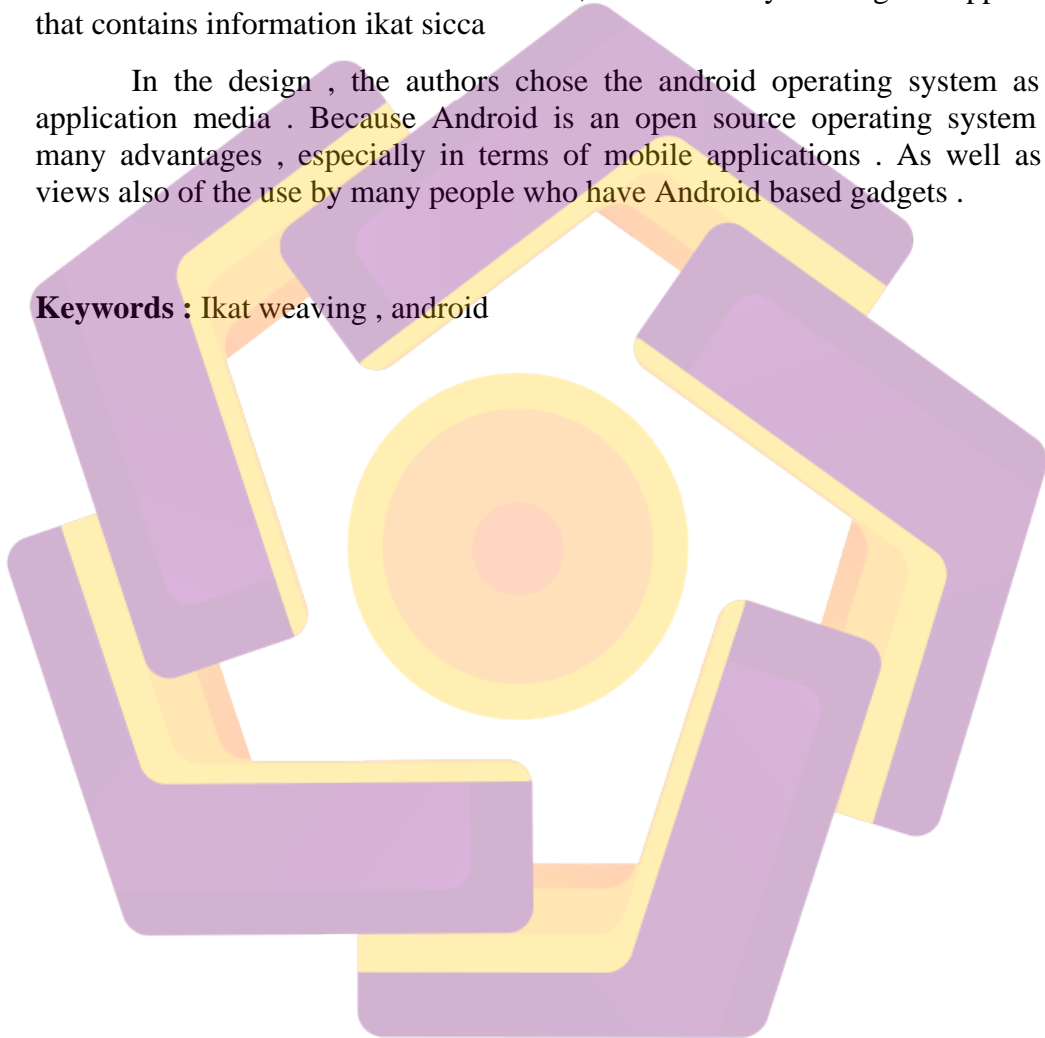 that contains information ikat sicca
In the design , the authors chose the android operating system as
application media . Because Android is an open source operating system
many advantages , especially in terms of mobile applications . As well as
views also of the use by many people who have Android based gadgets .
Keywords : Ikat weaving , android